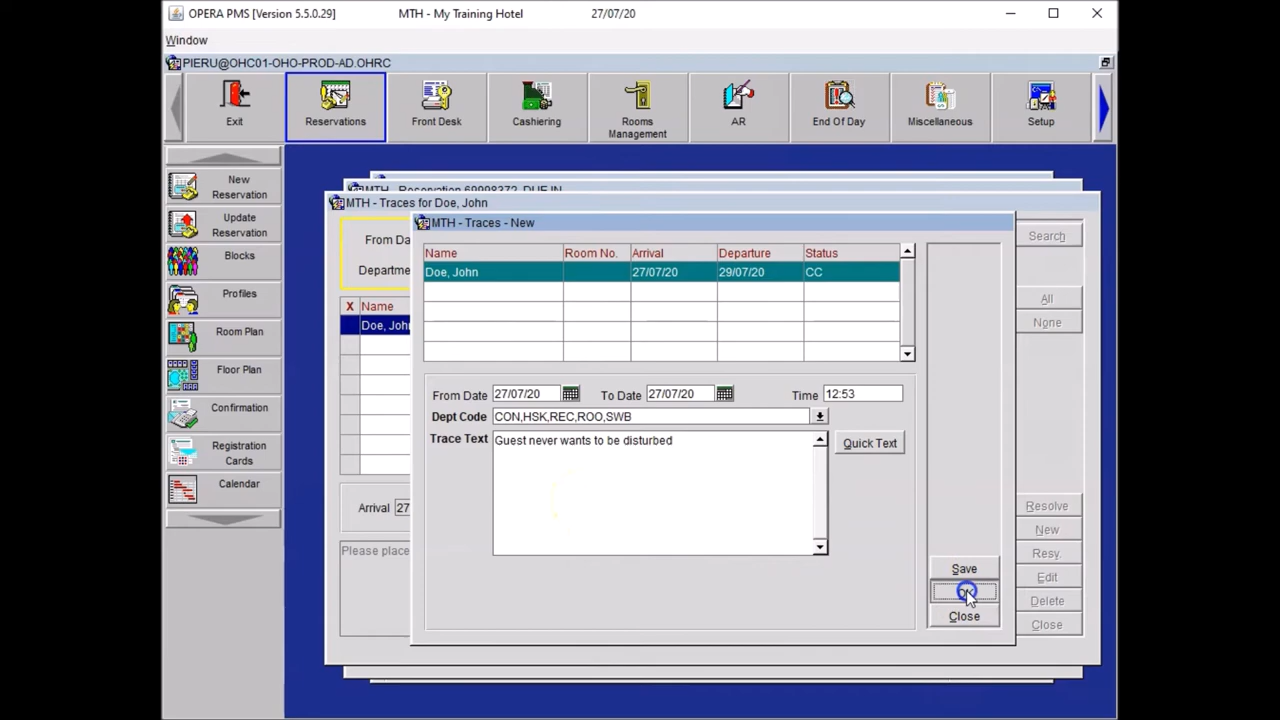 OPERA PMS [Version 5.5.0.29] MTH - My Training Hotel 27/07/20
Window
PIERU@OHC01-OHO-PROD-AD.OHRC
Exit
Reservations
Front Desk
Cashiering
Rooms
Management
AR
End Of Day
Miscellaneous
Setup
New
Reservation
Update
Reservation
Blocks
Profiles
Room Plan
Floor Plan
Confirmation
Registration
Cards
Calendar
MTH - Reservation 69998372 DUE IN
MTH - Traces for Doe, John
From Da
Departme
X Name
Doe, John
Arrival 27
Please place
MTH - Traces - New
Name Room No. Arrival Departure Status
Doe, John 27/07/20 29/07/20 CC
From Date 27/07/20 To Date 27/07/20 Time 12:53
Dept Code CON,HSK,REC,ROO,SWB
Trace Text Guest never wants to be disturbed
Quick Text
Save
Close
Search
All
None
Resolve
New
Resv.
Edit
Delete
Close